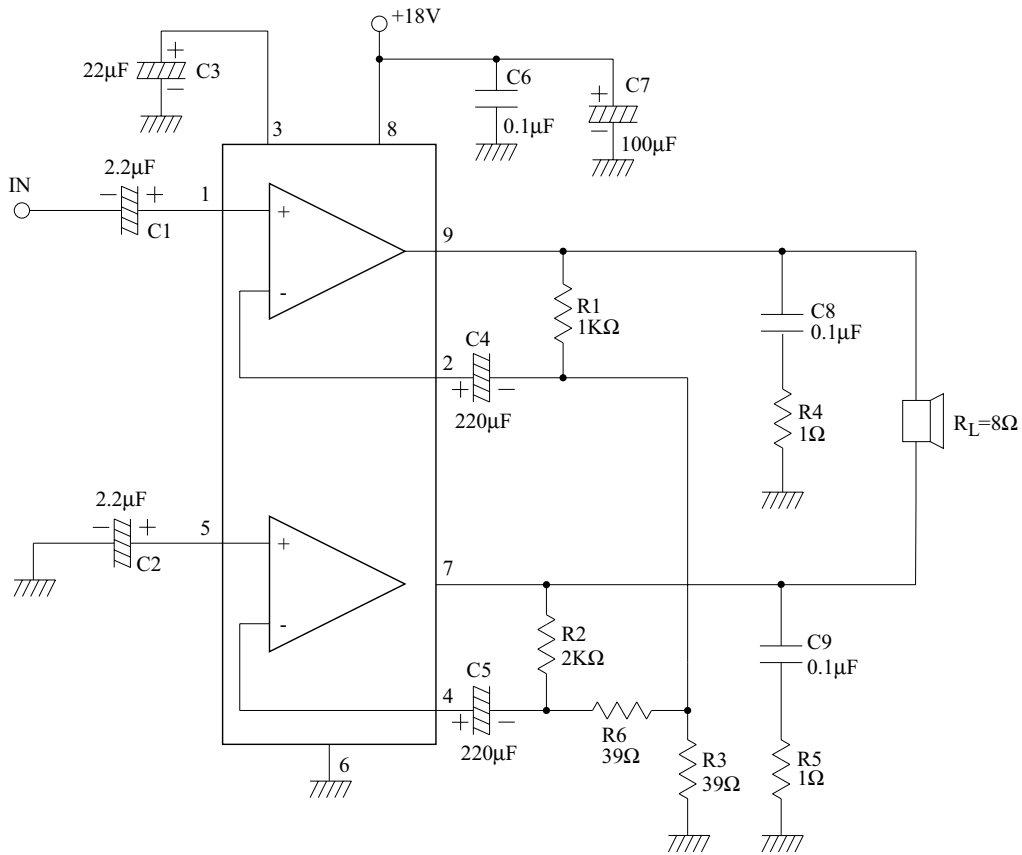 +18V
22μF
+
C3
−
C6
0.1μF
C7
+
−
100μF
3
8
2.2μF
IN
− +
C1
1
+
-
9
R1
1KΩ
C8
0.1μF
C4
2
+ −
220μF
R4
1Ω
RL=8Ω
2.2μF
− +
C2
5
+
-
7
R2
2KΩ
C9
0.1μF
C5
4
+ −
220μF
R6
39Ω
R3
39Ω
R5
1Ω
6